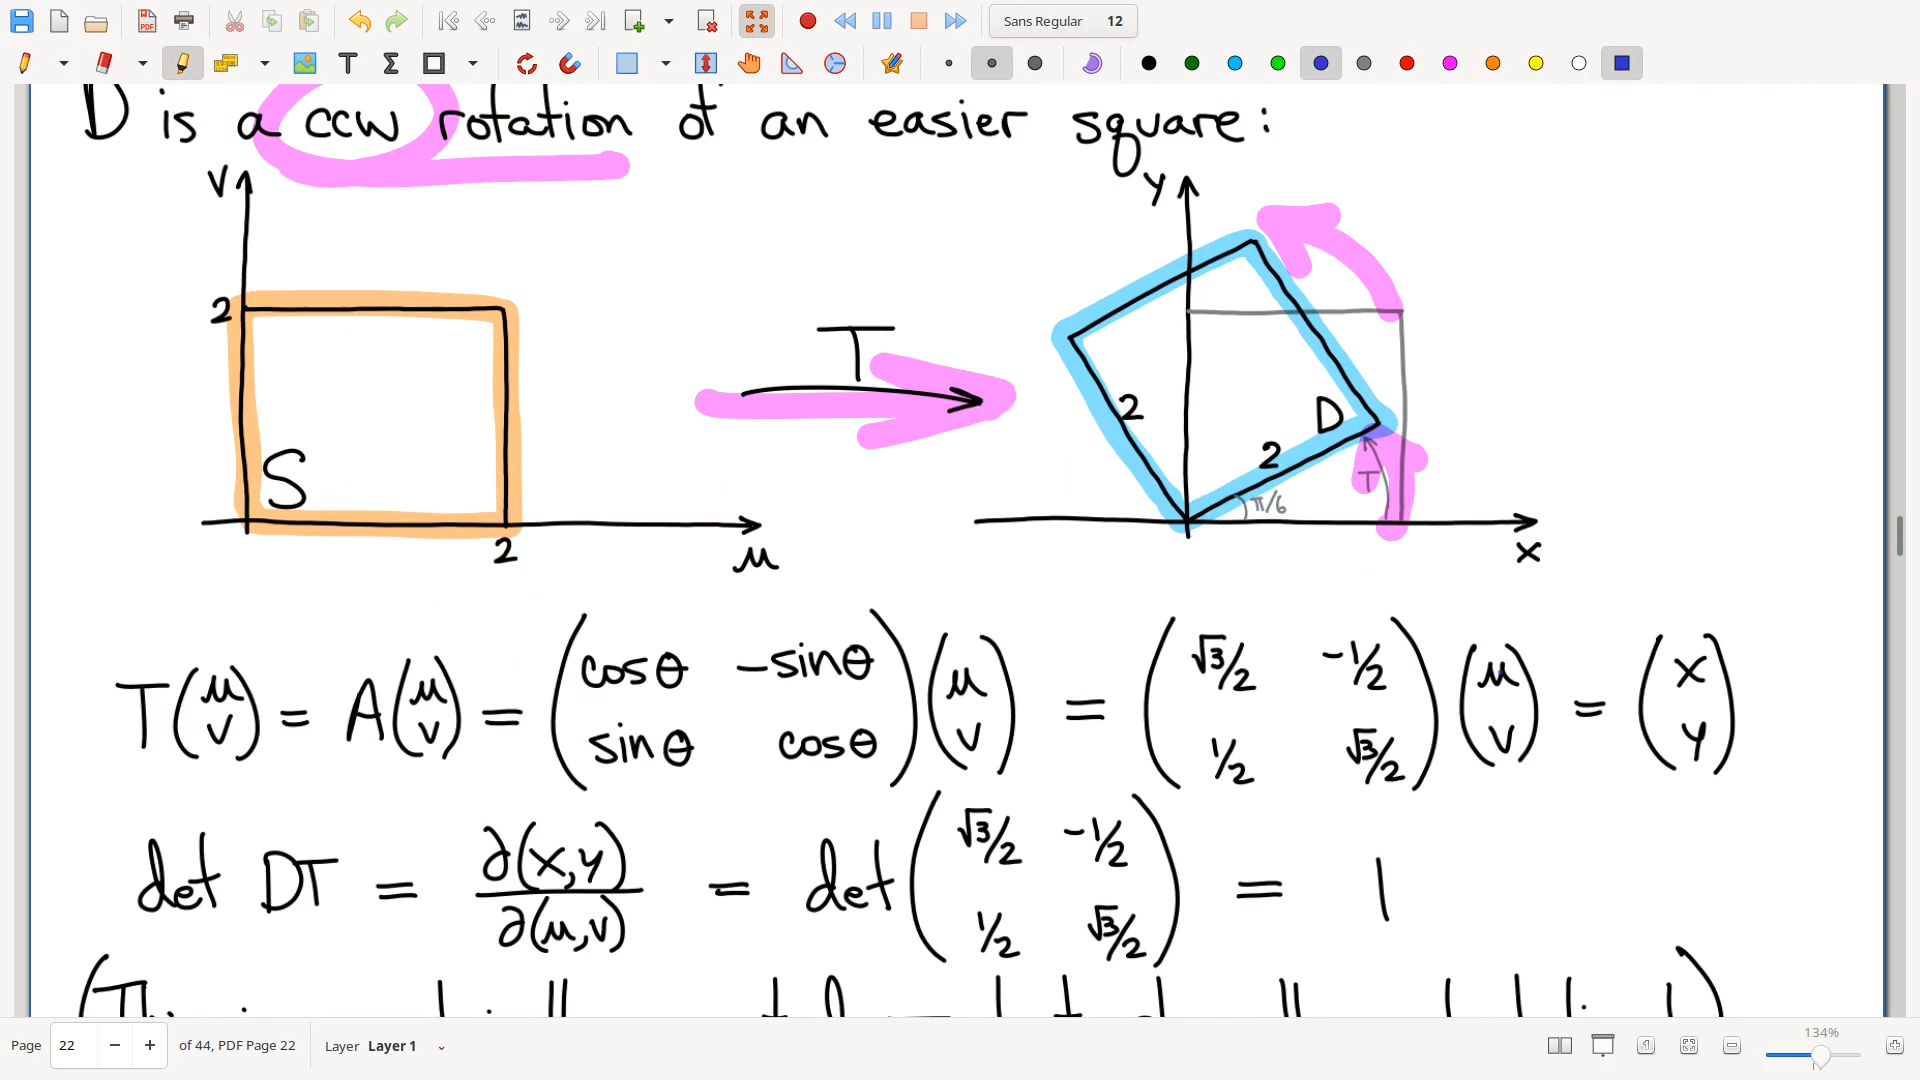 Sans Regular 12
D is a ccw rotation of an easier square:
v
y
2
T
2
D
2
S
T
π/6
2
u
x
T(u v) = A(u v) = (cosθ -sinθ sinθ cosθ)(u v) = (√3/2 -1/2 1/2 √3/2)(u v) = (x y)
det DT = ∂(x,y)/∂(u,v) = det(√3/2 -1/2 1/2 √3/2) = 1
Page 22 of 44, PDF Page 22 Layer Layer 1 134%